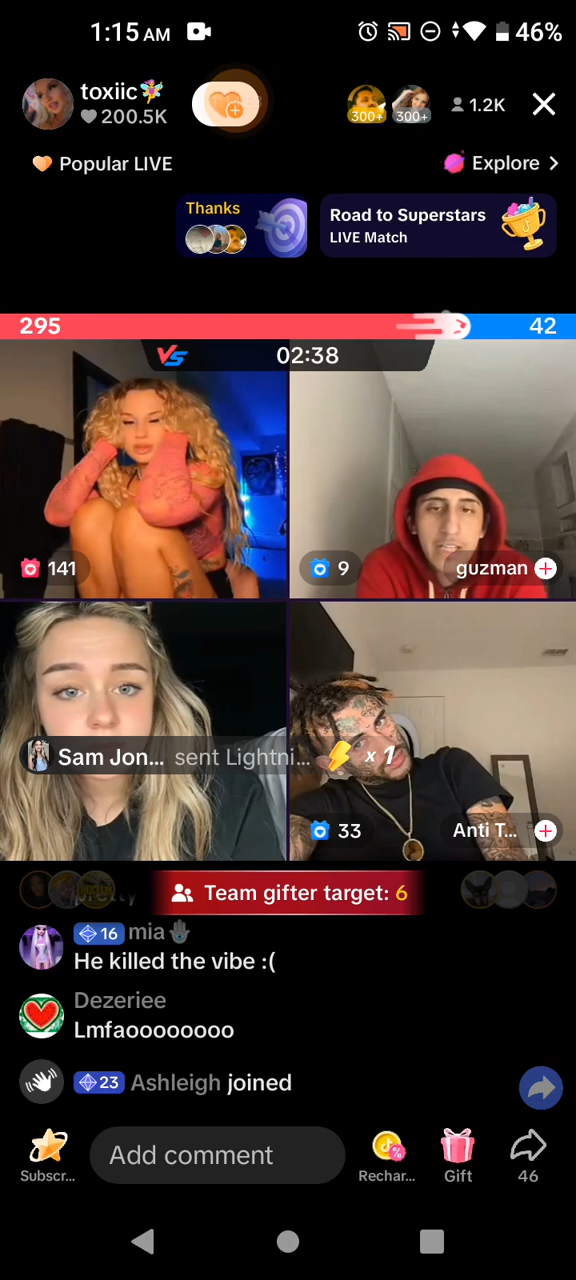 1:15 AM
46%
toxiic🧚
200.5K
300+
300+
1.2K
Popular LIVE
Explore >
Thanks
Road to Superstars
LIVE Match
295
42
VS
02:38
141
9
guzman
Sam Jon... sent Lightni... x 1
33
Anti T...
Team gifter target: 6
16 mia🪬
He killed the vibe :(
Dezeriee
Lmfaoooooooo
23 Ashleigh joined
Add comment
Subscr...
Rechar...
Gift
46